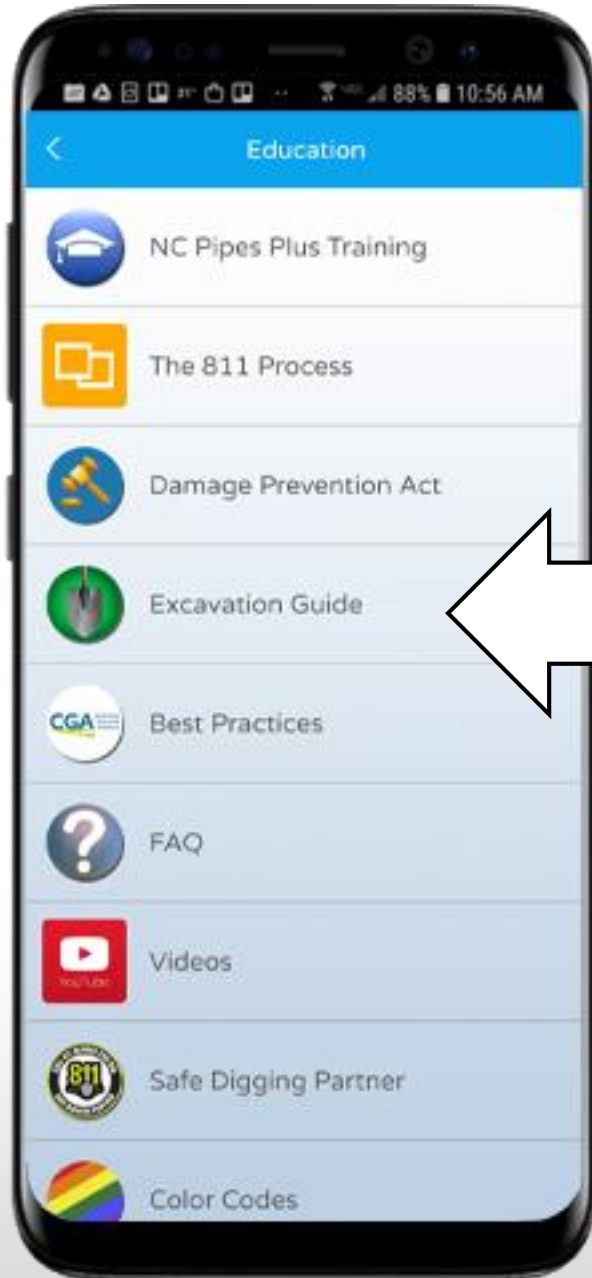 88% 10:56 AM
Education
NC Pipes Plus Training
The 811 Process
Damage Prevention Act
Excavation Guide
CGA
Best Practices
FAQ
YouTube
Videos
811
Safe Digging Partner
Color Codes